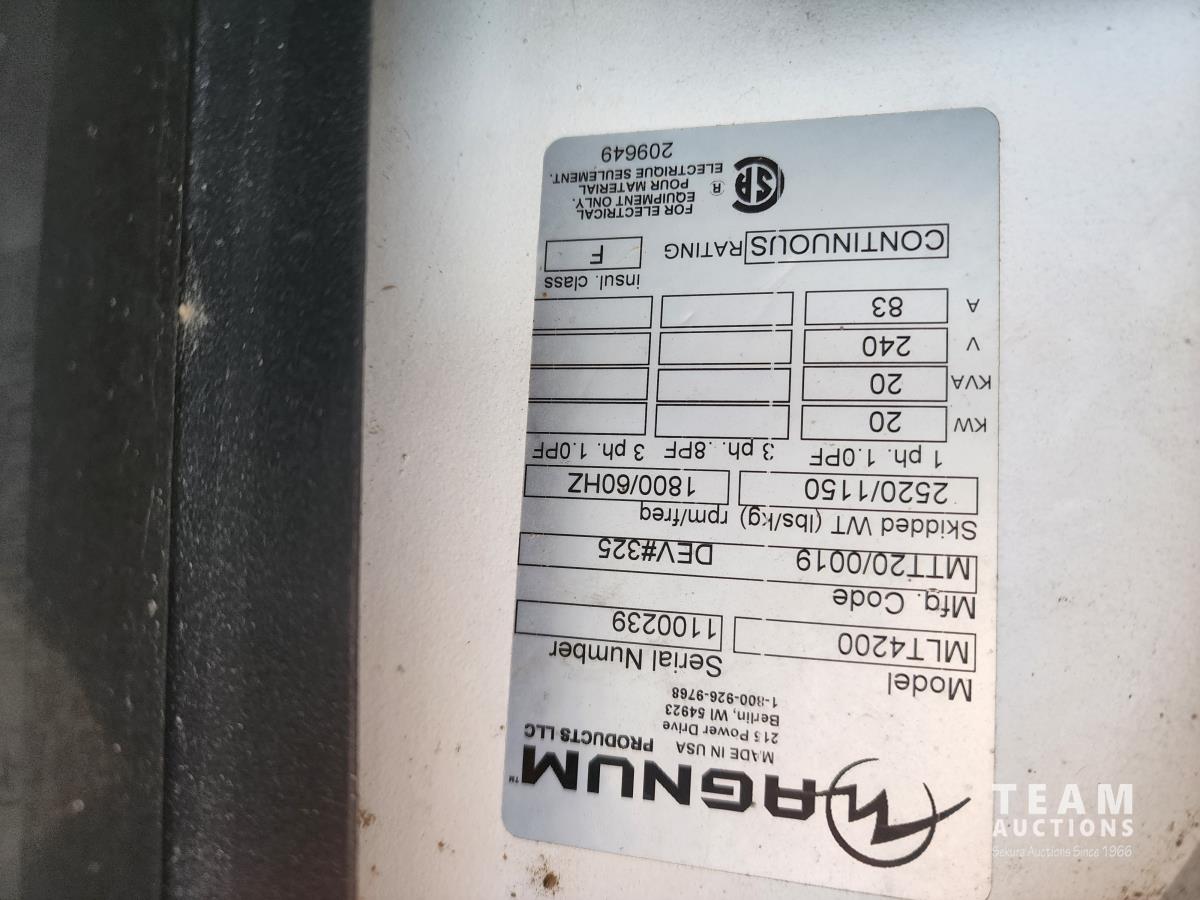 MAGNUM™
PRODUCTS LLC
MADE IN USA
215 Power Drive
Berlin, WI 54923
1-800-926-9768
Model Serial Number
MLT4200 1100239
Mfg. Code
MTT20/0019 DEV#325
Skidded WT (lbs/kg) rpm/freq
2520/1150 1800/60HZ
1 ph. 1.0PF 3 ph. .8PF 3 ph. 1.0PF
KW 20
KVA 20
V 240
A 83
insul. class
CONTINUOUS RATING F
FOR ELECTRICAL
EQUIPMENT ONLY.
POUR MATERIAL
ELECTRIQUE SEULEMENT.
SA ®
209649
TEAM
AUCTIONS
Sekura Auctions Since 1966